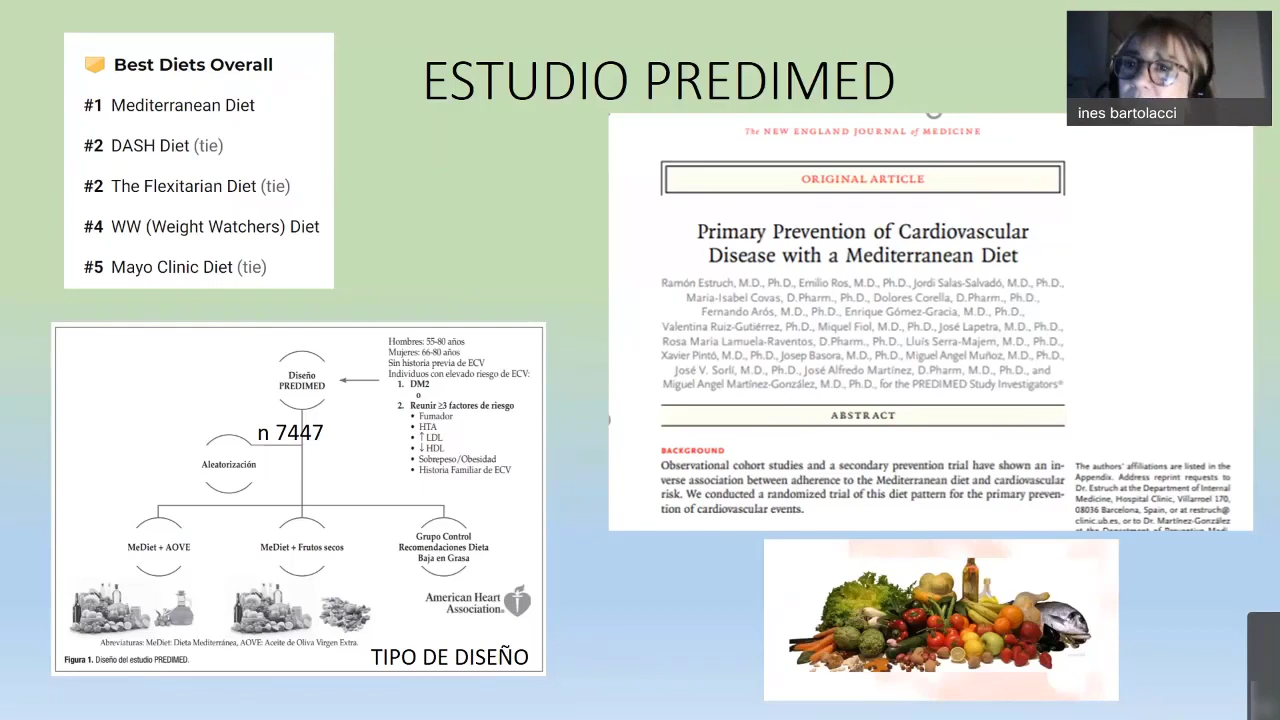 Best Diets Overall
#1 Mediterranean Diet
#2 DASH Diet (tie)
#2 The Flexitarian Diet (tie)
#4 WW (Weight Watchers) Diet
#5 Mayo Clinic Diet (tie)
ESTUDIO PREDIMED
ines bartolacci
The NEW ENGLAND JOURNAL of MEDICINE
ORIGINAL ARTICLE
Primary Prevention of Cardiovascular
Disease with a Mediterranean Diet
Ramón Estruch, M.D., Ph.D., Emilio Ros, M.D., Ph.D., Jordi Salas-Salvadó, M.D., Ph.D.,
Maria-Isabel Covas, D.Pharm., Ph.D., Dolores Corella, D.Pharm., Ph.D.,
Fernando Arós, M.D., Ph.D., Enrique Gómez-Gracia, M.D., Ph.D.,
Valentina Ruiz-Gutiérrez, Ph.D., Miquel Fiol, M.D., Ph.D., José Lapetra, M.D., Ph.D.,
Rosa Maria Lamuela-Raventos, D.Pharm., Ph.D., Lluís Serra-Majem, M.D., Ph.D.,
Xavier Pintó, M.D., Ph.D., Josep Basora, M.D., Ph.D., Miguel Angel Muñoz, M.D., Ph.D.,
José V. Sorlí, M.D., Ph.D., José Alfredo Martínez, D.Pharm, M.D., Ph.D., and
Miguel Angel Martínez-González, M.D., Ph.D., for the PREDIMED Study Investigators*
ABSTRACT
BACKGROUND
Observational cohort studies and a secondary prevention trial have shown an in-
verse association between adherence to the Mediterranean diet and cardiovascular
risk. We conducted a randomized trial of this diet pattern for the primary preven-
tion of cardiovascular events.
The authors' affiliations are listed in the
Appendix. Address reprint requests to
Dr. Estruch at the Department of Internal
Medicine, Hospital Clinic, Villarroel 170,
08036 Barcelona, Spain, or at restruch@
clinic.ub.es, or to Dr. Martínez-González
at the Department of Preventive Medi-
Diseño
PREDIMED
Hombres: 55-80 años
Mujeres: 66-80 años
Sin historia previa de ECV
Individuos con elevado riesgo de ECV:
1. DM2
o
2. Reunir ≥3 factores de riesgo
• Fumador
• HTA
• ↑ LDL
• ↓ HDL
• Sobrepeso/Obesidad
• Historia Familiar de ECV
n 7447
Aleatorización
MeDiet + AOVE
MeDiet + Frutos secos
Grupo Control
Recomendaciones Dieta
Baja en Grasa
American Heart
Association®
Abreviaturas: MeDiet: Dieta Mediterránea, AOVE: Aceite de Oliva Virgen Extra.
Figura 1. Diseño del estudio PREDIMED.
TIPO DE DISEÑO